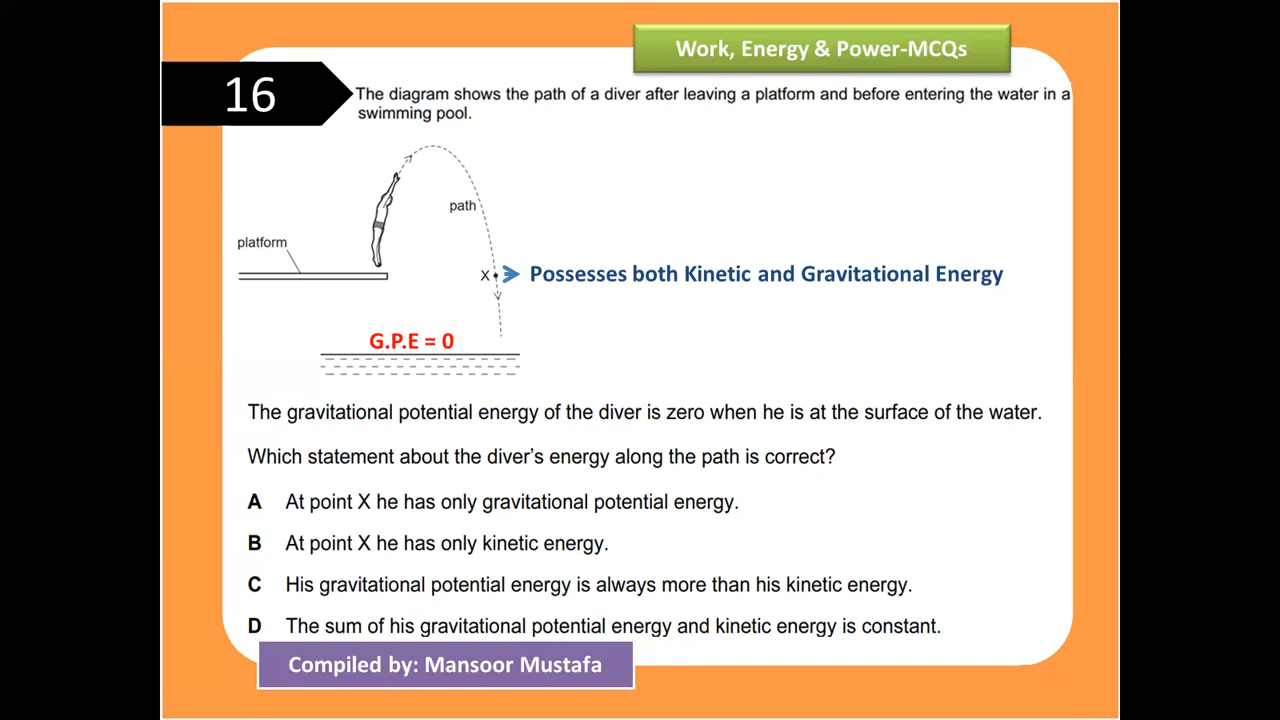 Work, Energy & Power-MCQs
16
The diagram shows the path of a diver after leaving a platform and before entering the water in a
swimming pool.
path
platform
X
Possesses both Kinetic and Gravitational Energy
G.P.E = 0
The gravitational potential energy of the diver is zero when he is at the surface of the water.
Which statement about the diver's energy along the path is correct?
A At point X he has only gravitational potential energy.
B At point X he has only kinetic energy.
C His gravitational potential energy is always more than his kinetic energy.
D The sum of his gravitational potential energy and kinetic energy is constant.
Compiled by: Mansoor Mustafa